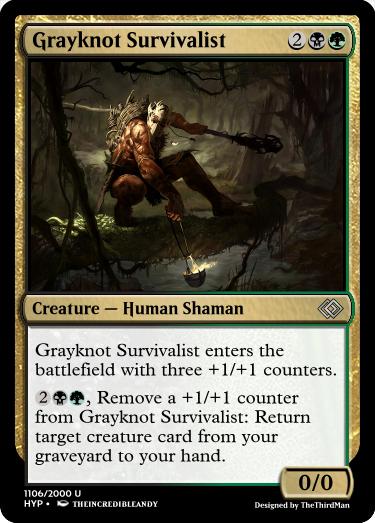 Grayknot Survivalist 2
Creature — Human Shaman
Grayknot Survivalist enters the
battlefield with three +1/+1 counters.
2, Remove a +1/+1 counter
from Grayknot Survivalist: Return
target creature card from your
graveyard to your hand.
0/0
1106/2000 U
HYP • THEINCREDIBLEANDY
Designed by TheThirdMan